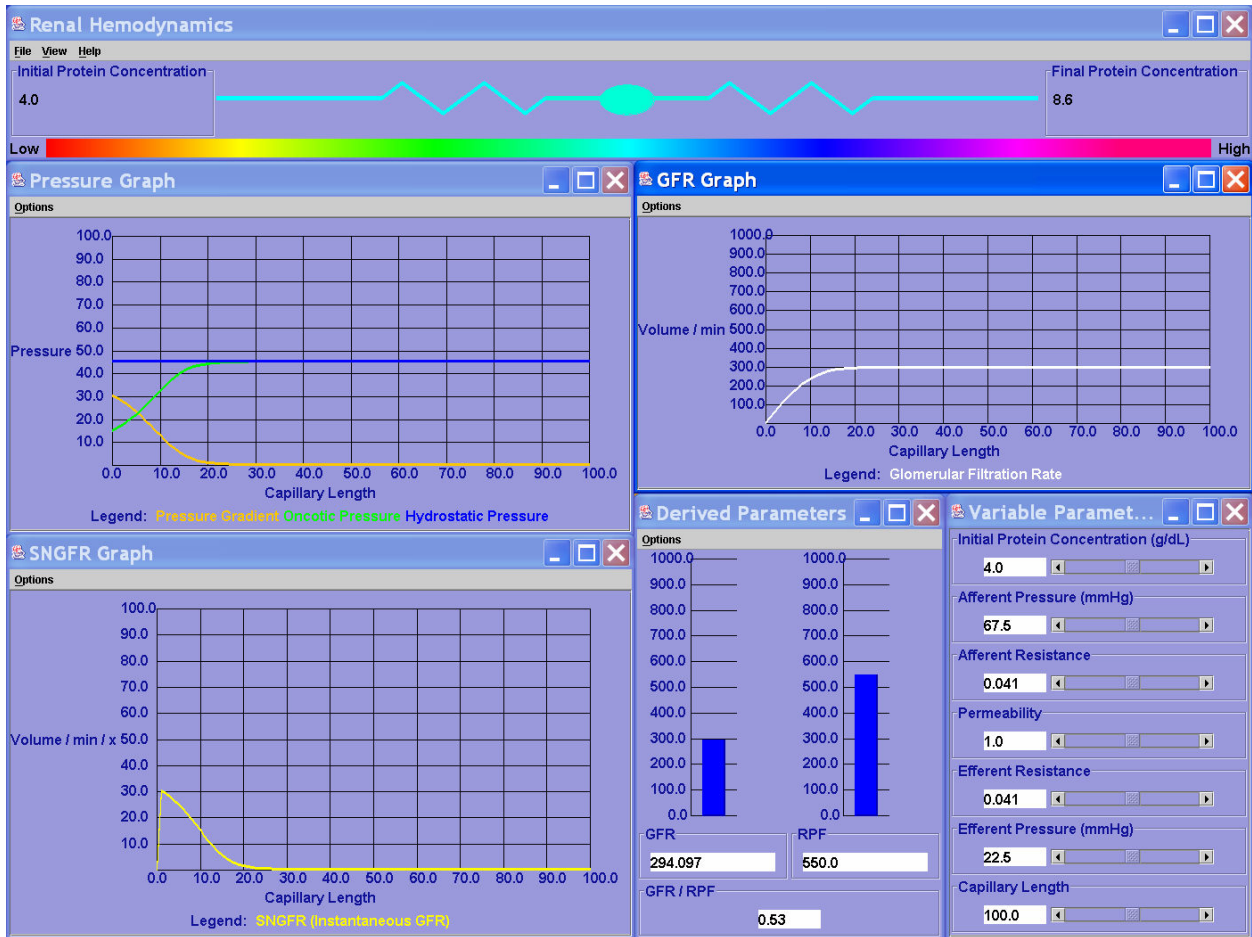 Renal Hemodynamics
File View Help
Initial Protein Concentration
4.0
Final Protein Concentration
8.6
Low
High
Pressure Graph
Options
100.0
90.0
80.0
70.0
60.0
Pressure 50.0
40.0
30.0
20.0
10.0
0.0 10.0 20.0 30.0 40.0 50.0 60.0 70.0 80.0 90.0 100.0
Capillary Length
Legend: Pressure Gradient Oncotic Pressure Hydrostatic Pressure
GFR Graph
Options
1000.0
900.0
800.0
700.0
600.0
Volume / min 500.0
400.0
300.0
200.0
100.0
0.0 10.0 20.0 30.0 40.0 50.0 60.0 70.0 80.0 90.0 100.0
Capillary Length
Legend: Glomerular Filtration Rate
SNGFR Graph
Options
100.0
90.0
80.0
70.0
60.0
Volume / min / x 50.0
40.0
30.0
20.0
10.0
0.0 10.0 20.0 30.0 40.0 50.0 60.0 70.0 80.0 90.0 100.0
Capillary Length
Legend: SNGFR (Instantaneous GFR)
Derived Parameters
Options
1000.0 1000.0
900.0 900.0
800.0 800.0
700.0 700.0
600.0 600.0
500.0 500.0
400.0 400.0
300.0 300.0
200.0 200.0
100.0 100.0
0.0 0.0
GFR RPF
294.097 550.0
GFR / RPF
0.53
Variable Paramet...
Initial Protein Concentration (g/dL)
4.0
Afferent Pressure (mmHg)
67.5
Afferent Resistance
0.041
Permeability
1.0
Efferent Resistance
0.041
Efferent Pressure (mmHg)
22.5
Capillary Length
100.0